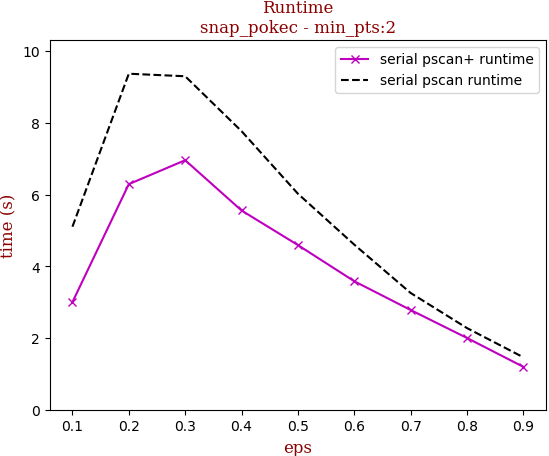 Runtime
snap_pokec - min_pts:2
serial pscan+ runtime
serial pscan runtime
time (s)
10
8
6
4
2
0
0.1 0.2 0.3 0.4 0.5 0.6 0.7 0.8 0.9
eps